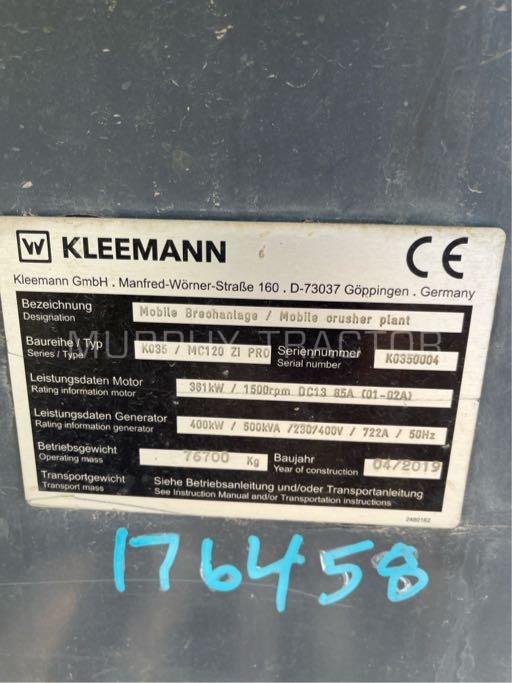 KLEEMANN
CE
Kleemann GmbH . Manfred-Wörner-Straße 160 . D-73037 Göppingen . Germany
Bezeichnung
Designation
Mobile Brechanlage / Mobile crusher plant
MURPHY TRACTOR
Baureihe / Typ
Series / Type
K035 / MC120 ZI PRO
Seriennummer
Serial number
K0350004
Leistungsdaten Motor
Rating information motor
361kW / 1500rpm DC13 85A (01-02A)
Leistungsdaten Generator
Rating information generator
400kW / 500kVA /230/400V / 722A / 50Hz
Betriebsgewicht
Operating mass
76700 Kg
Baujahr
Year of construction
04/2019
Transportgewicht
Transport mass
Siehe Betriebsanleitung und/oder Transportanleitung
See Instruction Manual and/or Transportation instructions
2480162
176458